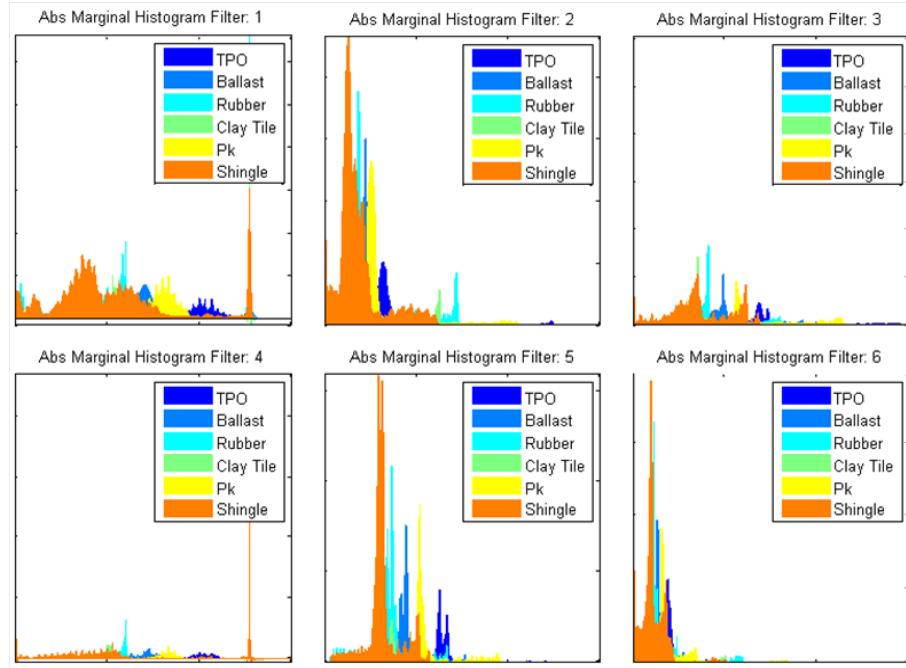 Abs Marginal Histogram Filter: 1
TPO
Ballast
Rubber
Clay Tile
Pk
Shingle
Abs Marginal Histogram Filter: 2
TPO
Ballast
Rubber
Clay Tile
Pk
Shingle
Abs Marginal Histogram Filter: 3
TPO
Ballast
Rubber
Clay Tile
Pk
Shingle
Abs Marginal Histogram Filter: 4
TPO
Ballast
Rubber
Clay Tile
Pk
Shingle
Abs Marginal Histogram Filter: 5
TPO
Ballast
Rubber
Clay Tile
Pk
Shingle
Abs Marginal Histogram Filter: 6
TPO
Ballast
Rubber
Clay Tile
Pk
Shingle